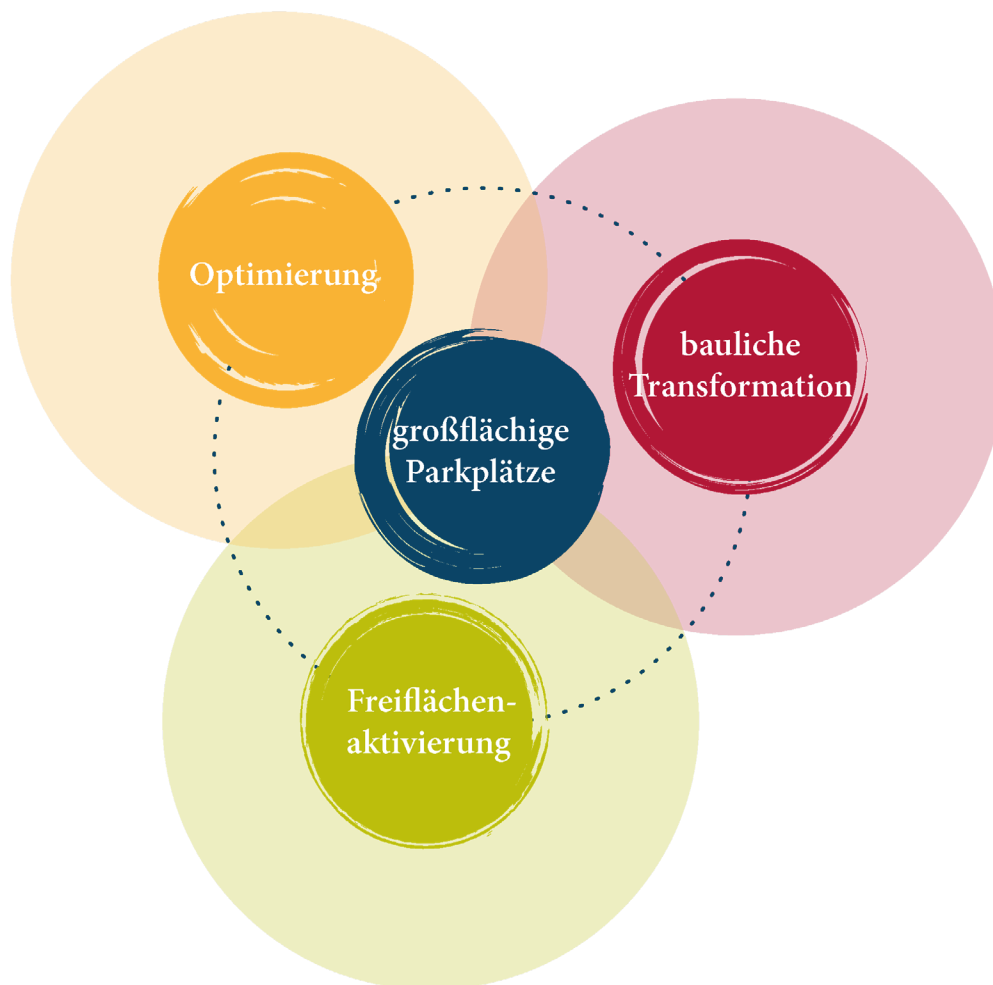 Optimierung
bauliche
Transformation
großflächige
Parkplätze
Freiflächen-
aktivierung